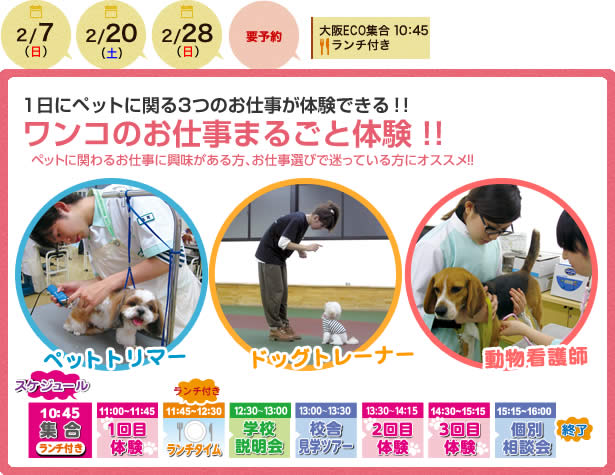 2/7
(日)
2/20
(土)
2/28
(日)
要予約
大阪ECO集合 10:45
ランチ付き
1日にペットに関る3つのお仕事が体験できる!!
ワンコのお仕事まるごと体験!!
ペットに関わるお仕事に興味がある方、お仕事選びで迷っている方にオススメ!!
ペットトリマー
ドッグトレーナー
動物看護師
スケジュール
10:45
集合
ランチ付き
11:00~11:45
1回目
体験
ランチ付き
11:45~12:30
ランチタイム
12:30~13:00
学校
説明会
13:00~13:30
校舎
見学ツアー
13:30~14:15
2回目
体験
14:30~15:15
3回目
体験
15:15~16:00
個別
相談会
終了